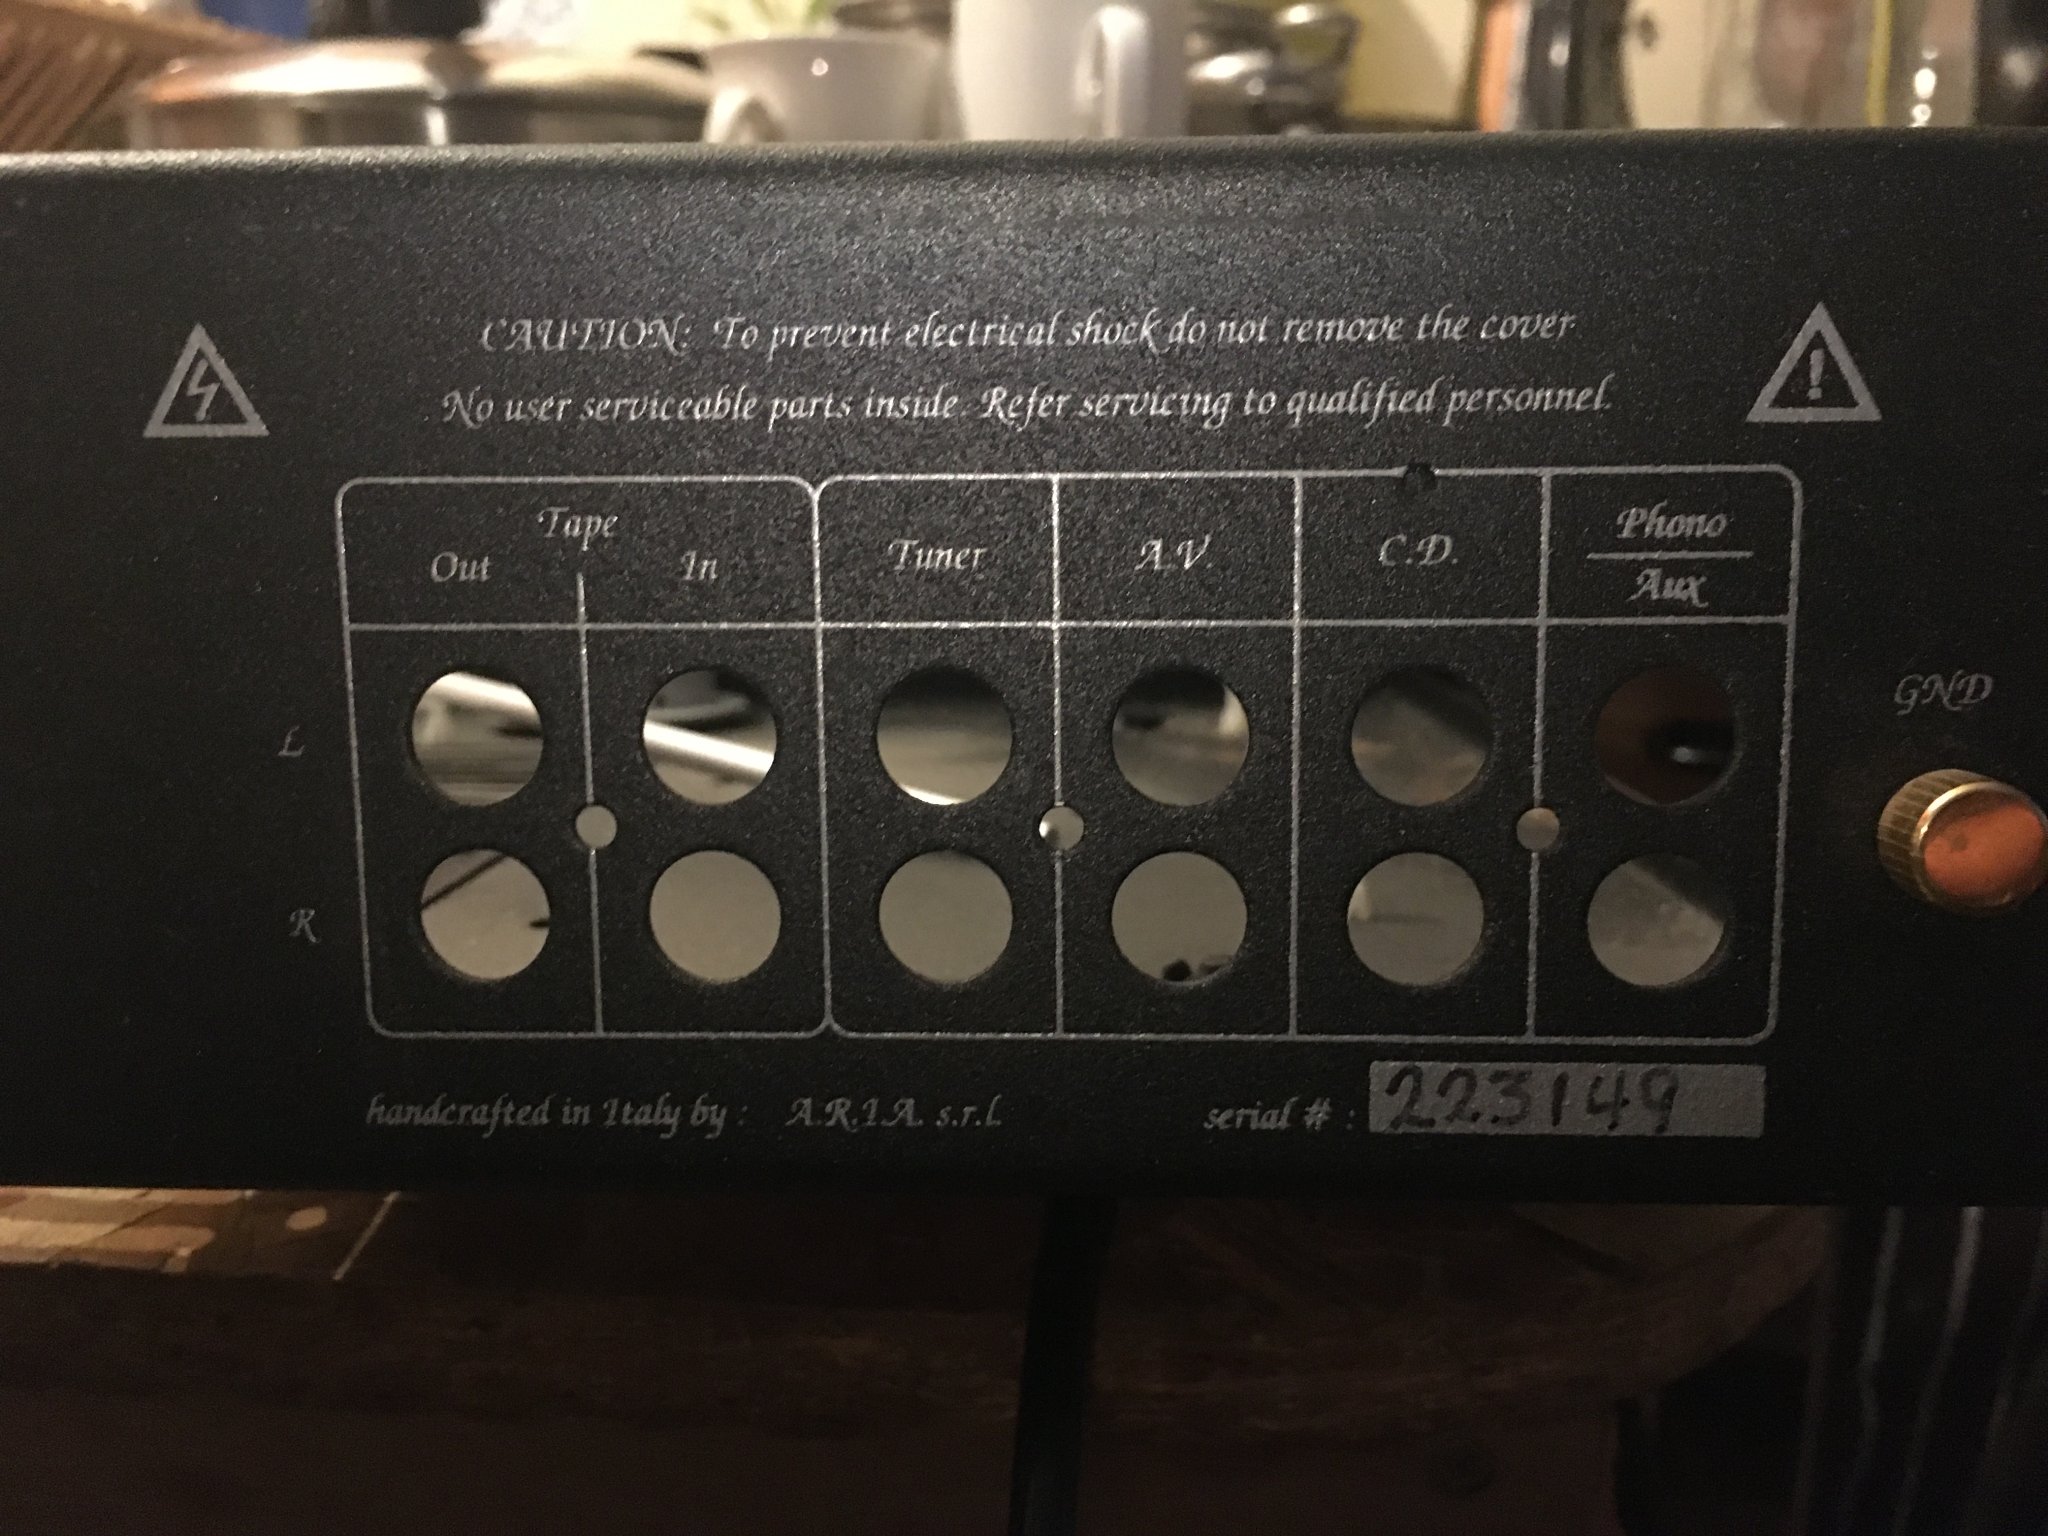 CAUTION: To prevent electrical shock do not remove the cover
No user serviceable parts inside. Refer servicing to qualified personnel.
!
Tape
Out In
Tuner
A.V.
C.D.
Phono
Aux
GND
L
R
handcrafted in Italy by : A.R.I.A. s.r.l.
serial # : 223149